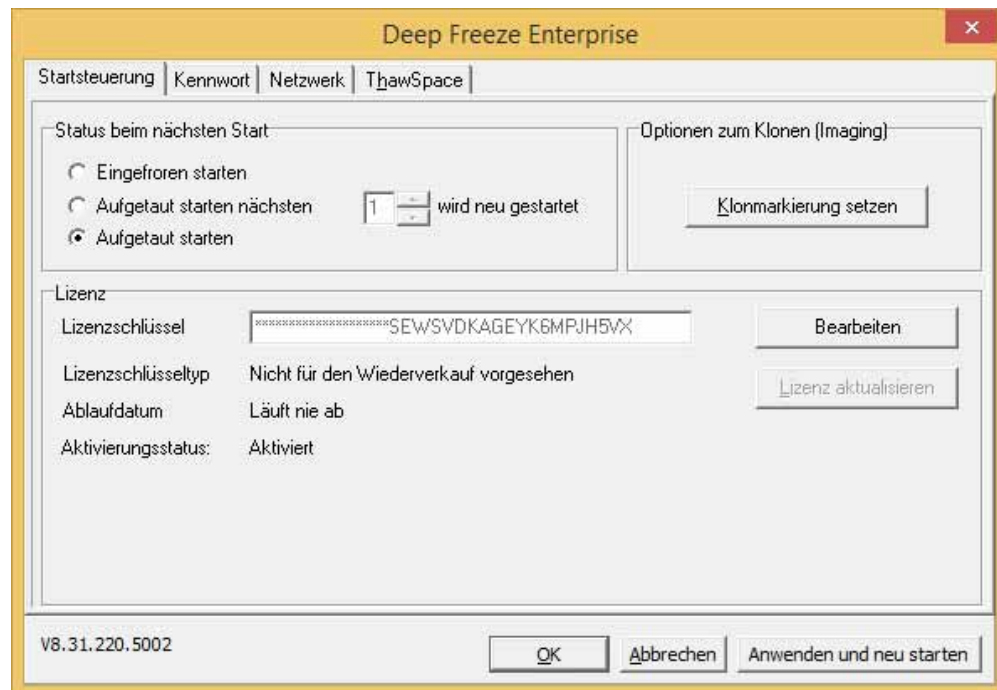 Deep Freeze Enterprise
Startsteuerung Kennwort Netzwerk ThawSpace
Status beim nächsten Start
Eingefroren starten
Aufgetaut starten nächsten 1 wird neu gestartet
Aufgetaut starten
Optionen zum Klonen (Imaging)
Klonmarkierung setzen
Lizenz
Lizenzschlüssel ********************SEWSVDKAGEYK6MPJH5VX
Bearbeiten
Lizenzschlüsseltyp Nicht für den Wiederverkauf vorgesehen
Lizenz aktualisieren
Ablaufdatum Läuft nie ab
Aktivierungsstatus: Aktiviert
V8.31.220.5002
OK Abbrechen Anwenden und neu starten